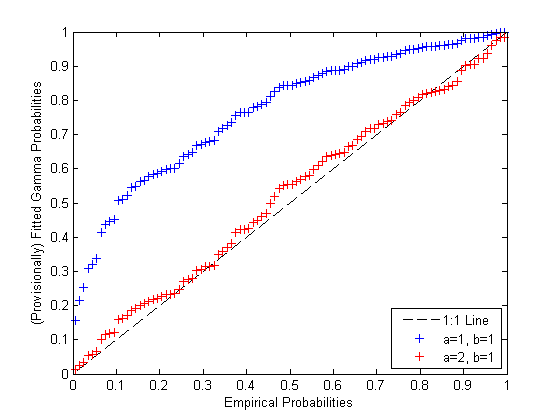 1
0.9
0.8
0.7
0.6
0.5
0.4
0.3
0.2
0.1
0
(Provisionally) Fitted Gamma Probabilities
1:1 Line
a=1, b=1
a=2, b=1
0 0.1 0.2 0.3 0.4 0.5 0.6 0.7 0.8 0.9 1
Empirical Probabilities